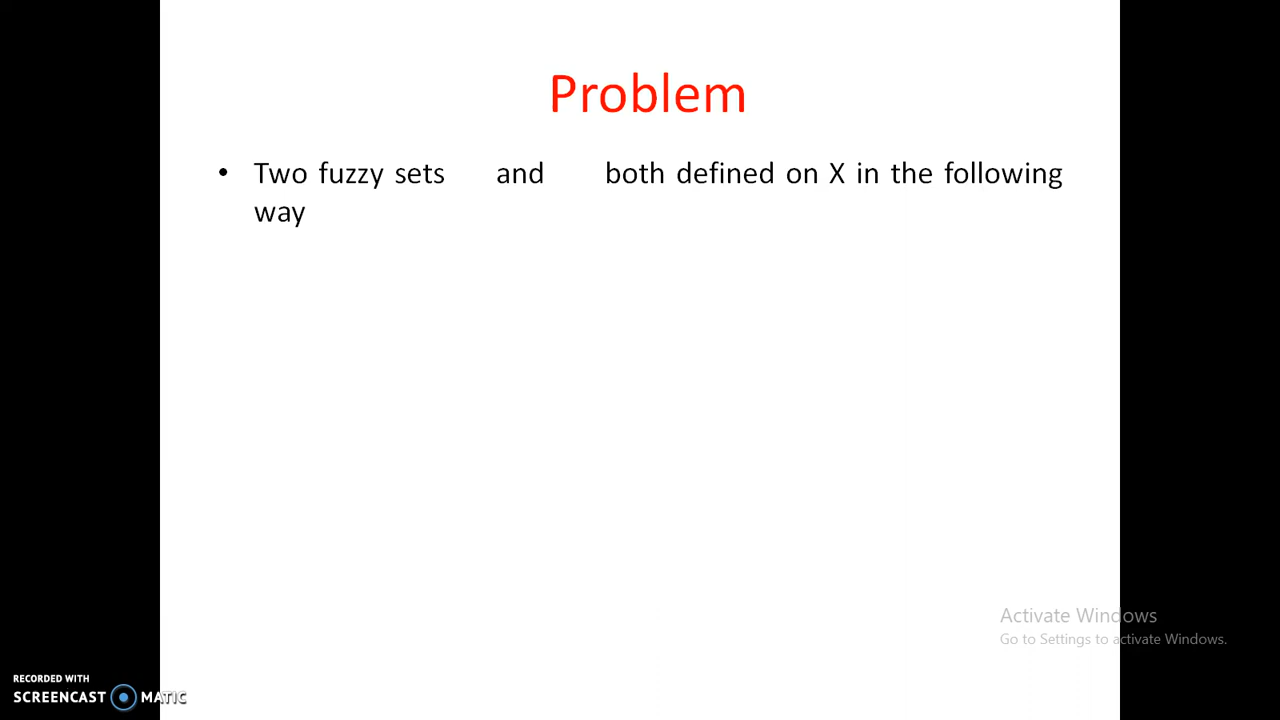 Problem
• Two fuzzy sets and both defined on X in the following
way
Activate Windows
Go to Settings to activate Windows.
RECORDED WITH
SCREENCAST MATIC